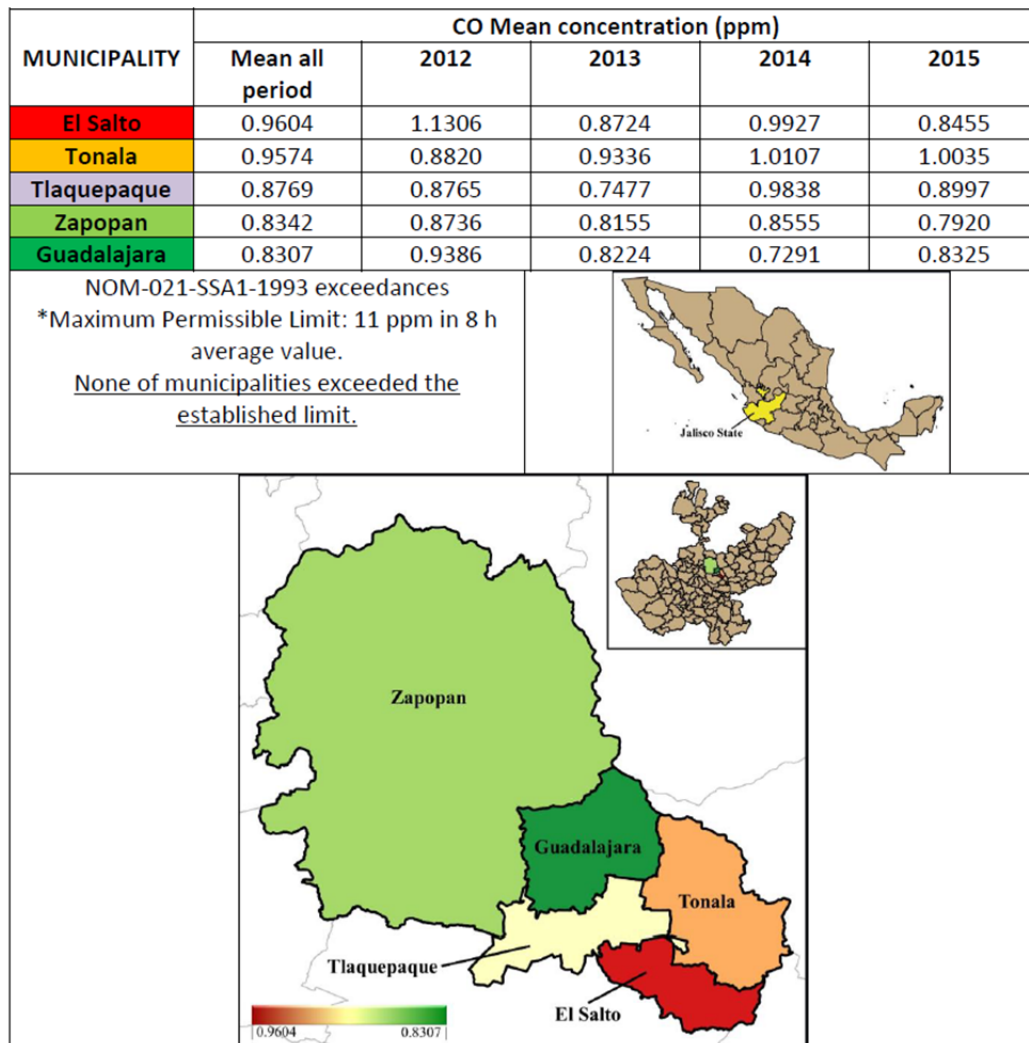 MUNICIPALITY
CO Mean concentration (ppm)
Mean all period 2012 2013 2014 2015
El Salto 0.9604 1.1306 0.8724 0.9927 0.8455
Tonala 0.9574 0.8820 0.9336 1.0107 1.0035
Tlaquepaque 0.8769 0.8765 0.7477 0.9838 0.8997
Zapopan 0.8342 0.8736 0.8155 0.8555 0.7920
Guadalajara 0.8307 0.9386 0.8224 0.7291 0.8325
NOM-021-SSA1-1993 exceedances
*Maximum Permissible Limit: 11 ppm in 8 h
average value.
None of municipalities exceeded the
established limit.
Jalisco State
Zapopan
Guadalajara
Tonala
Tlaquepaque
El Salto
0.9604 0.8307